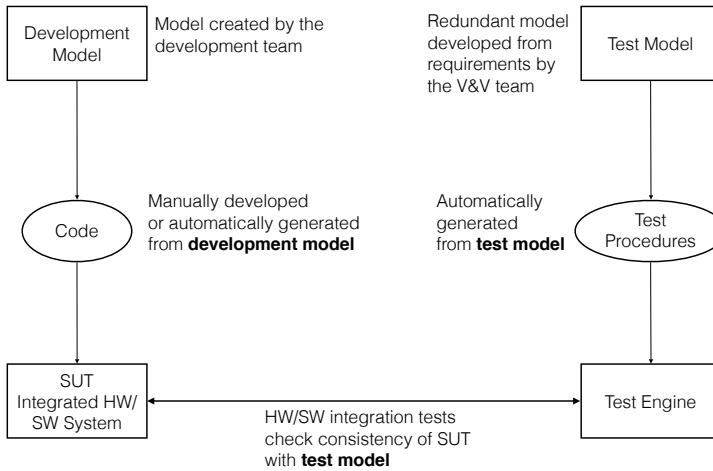 Development
Model
Model created by the
development team
Redundant model
developed from
requirements by
the V&V team
Test Model
Code
Manually developed
or automatically generated
from development model
Automatically
generated
from test model
Test
Procedures
SUT
Integrated HW/
SW System
HW/SW integration tests
check consistency of SUT
with test model
Test Engine